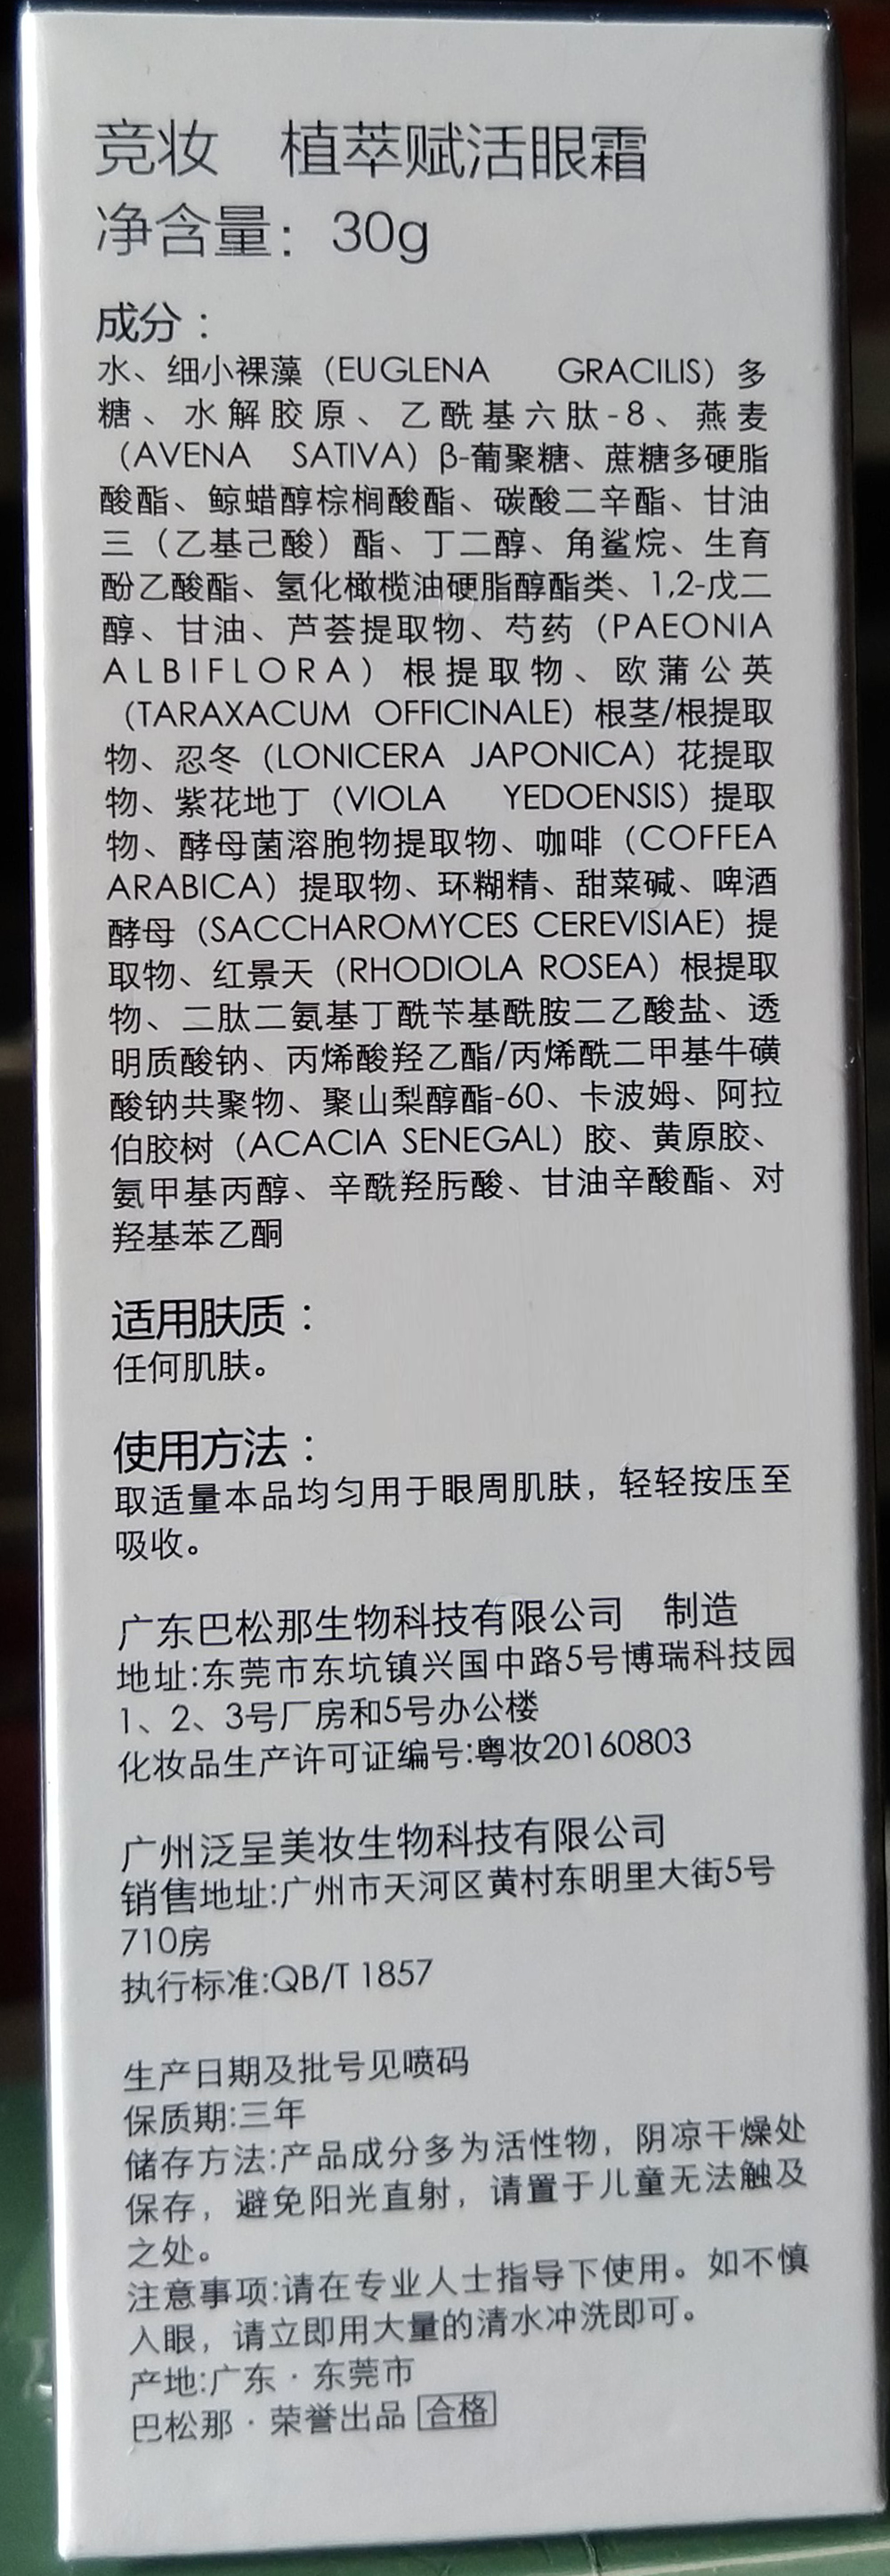 竞妆 植萃赋活眼霜
净含量：30g
成分：
水、细小裸藻（EUGLENA GRACILIS）多
糖、水解胶原、乙酰基六肽-8、燕麦
（AVENA SATIVA）β-葡聚糖、蔗糖多硬脂
酸酯、鲸蜡醇棕榈酸酯、碳酸二辛酯、甘油
三（乙基己酸）酯、丁二醇、角鲨烷、生育
酚乙酸酯、氢化橄榄油硬脂醇酯类、1,2-戊二
醇、甘油、芦荟提取物、芍药（PAEONIA
ALBIFLORA）根提取物、欧蒲公英
（TARAXACUM OFFICINALE）根茎/根提取
物、忍冬（LONICERA JAPONICA）花提取
物、紫花地丁（VIOLA YEDOENSIS）提取
物、酵母菌溶胞物提取物、咖啡（COFFEA
ARABICA）提取物、环糊精、甜菜碱、啤酒
酵母（SACCHAROMYCES CEREVISIAE）提
取物、红景天（RHODIOLA ROSEA）根提取
物、二肽二氨基丁酰苄基酰胺二乙酸盐、透
明质酸钠、丙烯酸羟乙酯/丙烯酰二甲基牛磺
酸钠共聚物、聚山梨醇酯-60、卡波姆、阿拉
伯胶树（ACACIA SENEGAL）胶、黄原胶、
氨甲基丙醇、辛酰羟肟酸、甘油辛酸酯、对
羟基苯乙酮
适用肤质：
任何肌肤。
使用方法：
取适量本品均匀用于眼周肌肤，轻轻按压至
吸收。
广东巴松那生物科技有限公司 制造
地址:东莞市东坑镇兴国中路5号博瑞科技园
1、2、3号厂房和5号办公楼
化妆品生产许可证编号:粤妆20160803
广州泛呈美妆生物科技有限公司
销售地址:广州市天河区黄村东明里大街5号
710房
执行标准:QB/T 1857
生产日期及批号见喷码
保质期:三年
储存方法:产品成分多为活性物，阴凉干燥处
保存，避免阳光直射，请置于儿童无法触及
之处。
注意事项:请在专业人士指导下使用。如不慎
入眼，请立即用大量的清水冲洗即可。
产地:广东·东莞市
巴松那·荣誉出品 合格